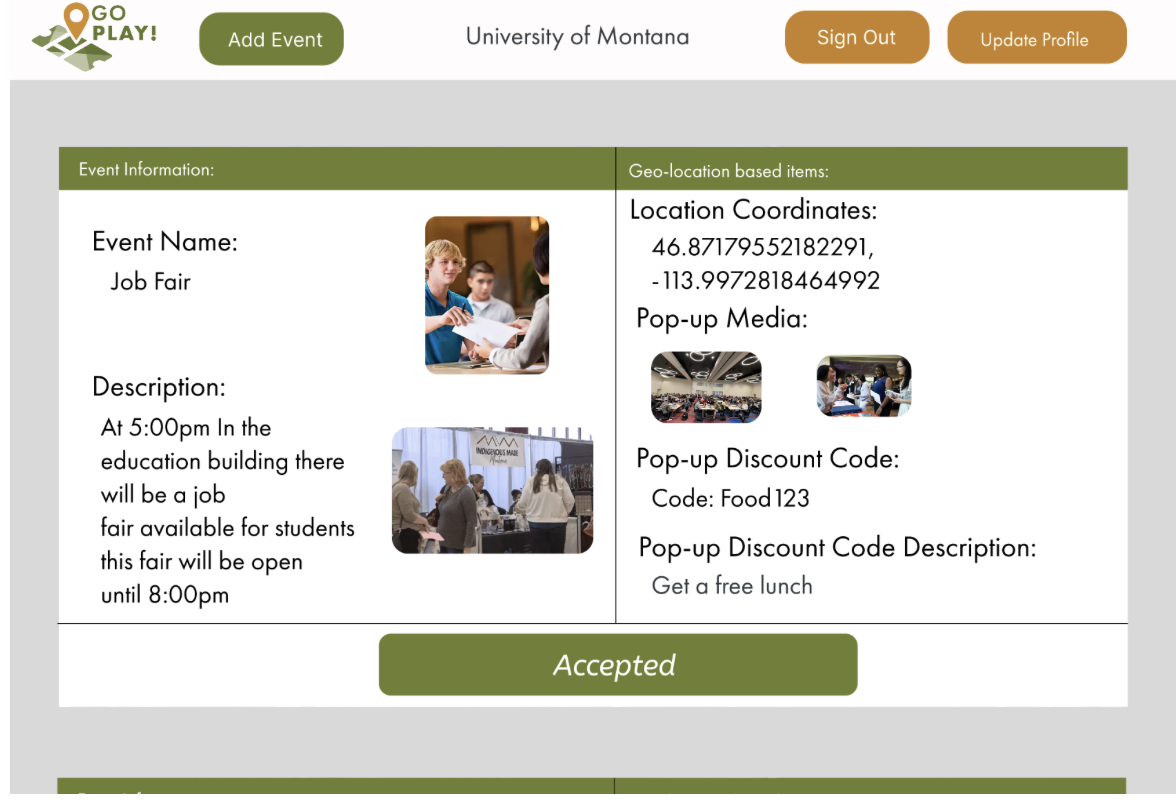 GO
PLAY!
Add Event
University of Montana
Sign Out
Update Profile
Event Information:
Geo-location based items:
Event Name:
Job Fair
Description:
At 5:00pm In the
education building there
will be a job
fair available for students
this fair will be open
until 8:00pm
INDIGENOUS MADE
Location Coordinates:
46.87179552182291,
-113.9972818464992
Pop-up Media:
Pop-up Discount Code:
Code: Food123
Pop-up Discount Code Description:
Get a free lunch
Accepted